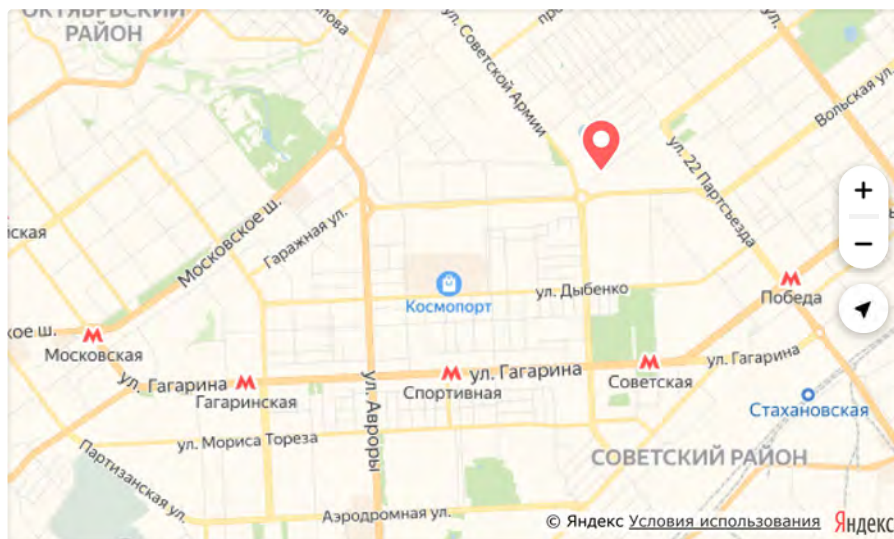 ОКТЯБРЬСКИЙ
РАЙОН
ул. Советской Армии
Вольская ул.
ул. 22 Партсъезда
Московское ш.
Гаражная ул.
ул. Дыбенко
Космопорт
Победа
Московская
ул. Гагарина
Гагаринская
ул. Авроры
Спортивная
ул. Гагарина
Советская
ул. Гагарина
Стахановская
ул. Мориса Тореза
СОВЕТСКИЙ РАЙОН
Партизанская ул.
Аэродромная ул.
© Яндекс Условия использования Яндекс